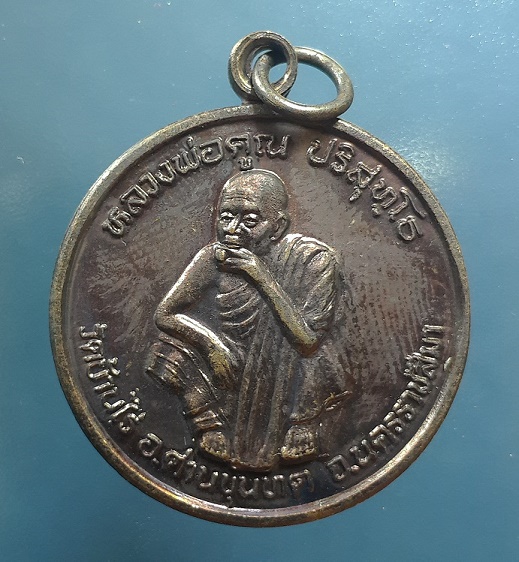 หลวงพ่อคูณ ปริสุทฺโธ
วัดบ้านไร่ อ.ด่านขุนทด จ.นครราชสีมา